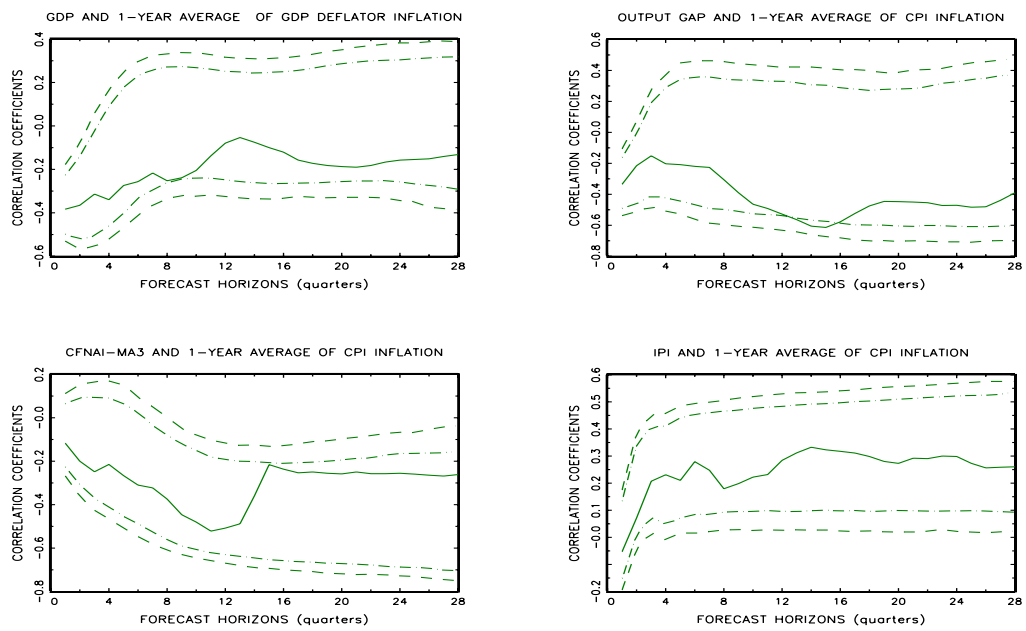 GDP AND 1-YEAR AVERAGE OF GDP DEFLATOR INFLATION
CORRELATION COEFFICIENTS
0.4
0.2
-0.0
-0.2
-0.4
-0.6
0 4 8 12 16 20 24 28
FORECAST HORIZONS (quarters)
OUTPUT GAP AND 1-YEAR AVERAGE OF CPI INFLATION
CORRELATION COEFFICIENTS
0.6
0.4
0.2
-0.0
-0.2
-0.4
-0.6
-0.8
0 4 8 12 16 20 24 28
FORECAST HORIZONS (quarters)
CFNAI-MA3 AND 1-YEAR AVERAGE OF CPI INFLATION
CORRELATION COEFFICIENTS
0.2
-0.0
-0.2
-0.4
-0.6
-0.8
0 4 8 12 16 20 24 28
FORECAST HORIZONS (quarters)
IPI AND 1-YEAR AVERAGE OF CPI INFLATION
CORRELATION COEFFICIENTS
0.6
0.5
0.4
0.3
0.2
0.1
-0.0
-0.2
0 4 8 12 16 20 24 28
FORECAST HORIZONS (quarters)